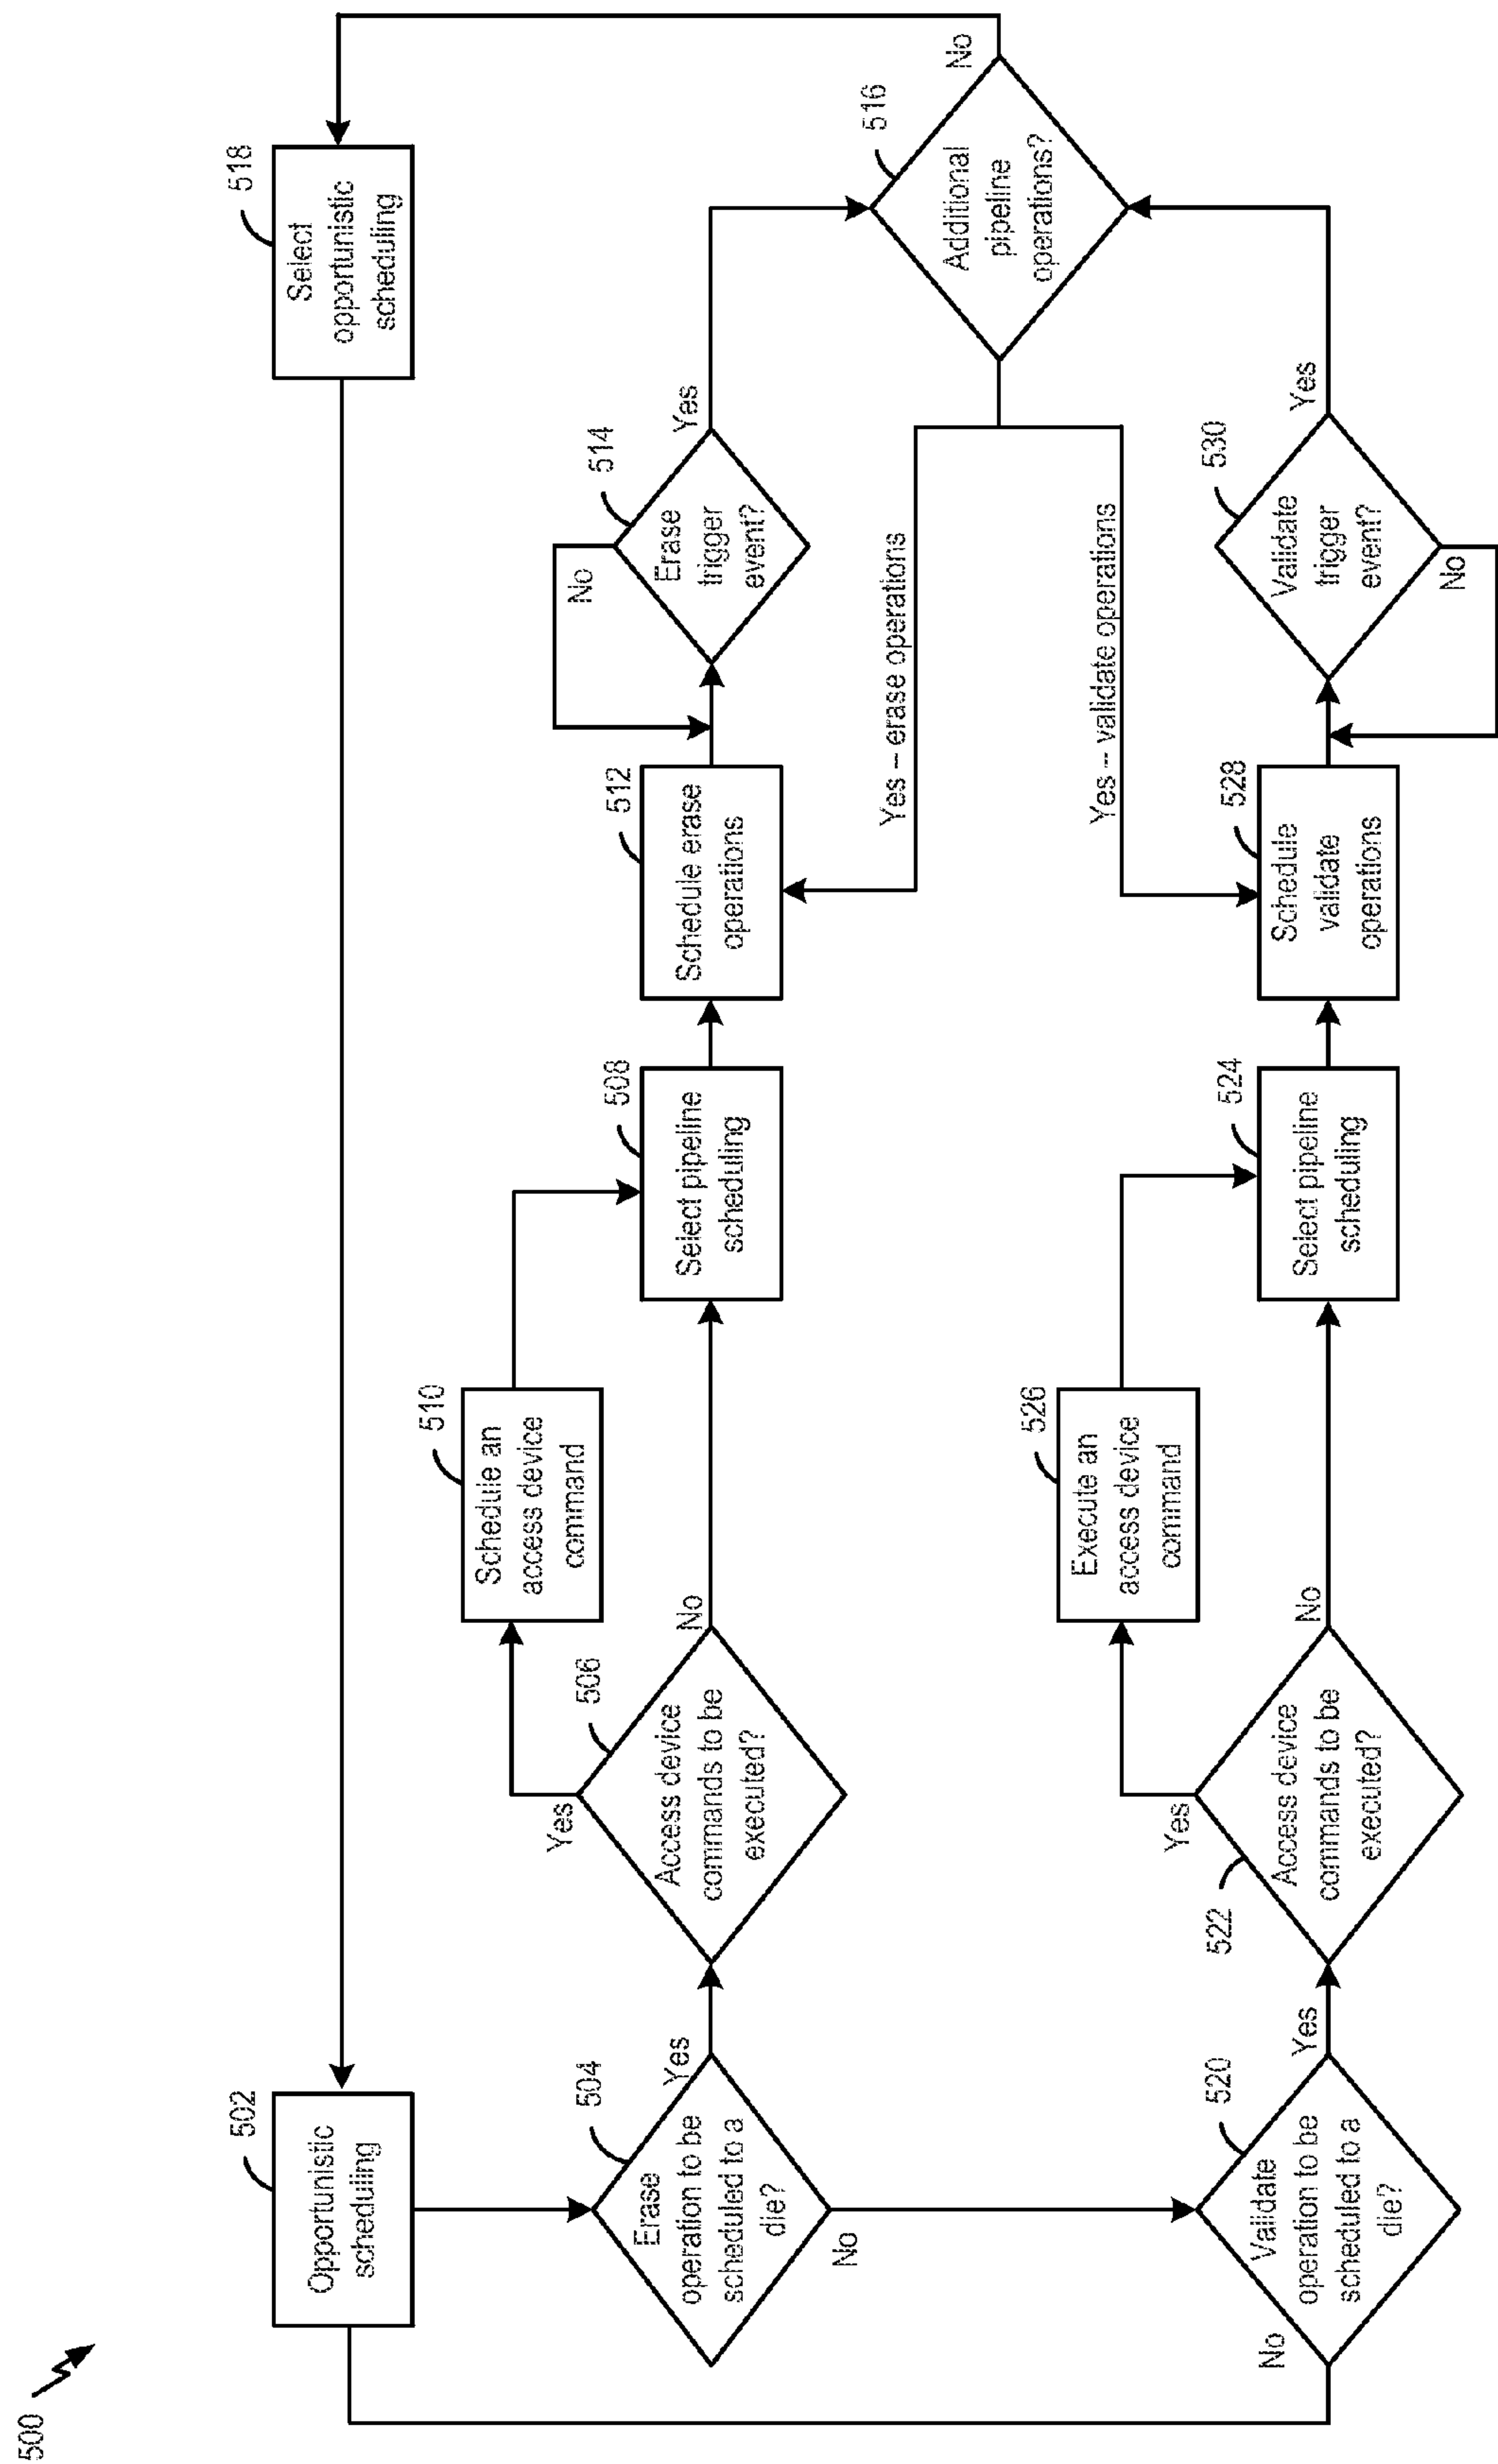 500
502
Opportunistic
scheduling
504
Erase
operation to be
scheduled to a
die?
Yes
No
506
Access device
commands to be
executed?
Yes
No
510
Schedule an
access device
command
508
Select pipeline
scheduling
512
Schedule erase
operations
514
Erase
trigger
event?
No
Yes
516
Additional
pipeline
operations?
No
Yes – erase operations
Yes -- validate operations
518
Select
opportunistic
scheduling
520
Validate
operation to be
scheduled to a
die?
No
Yes
522
Access device
commands to be
executed?
Yes
No
526
Execute an
access device
command
524
Select pipeline
scheduling
528
Schedule
validate
operations
530
Validate
trigger
event?
Yes
No